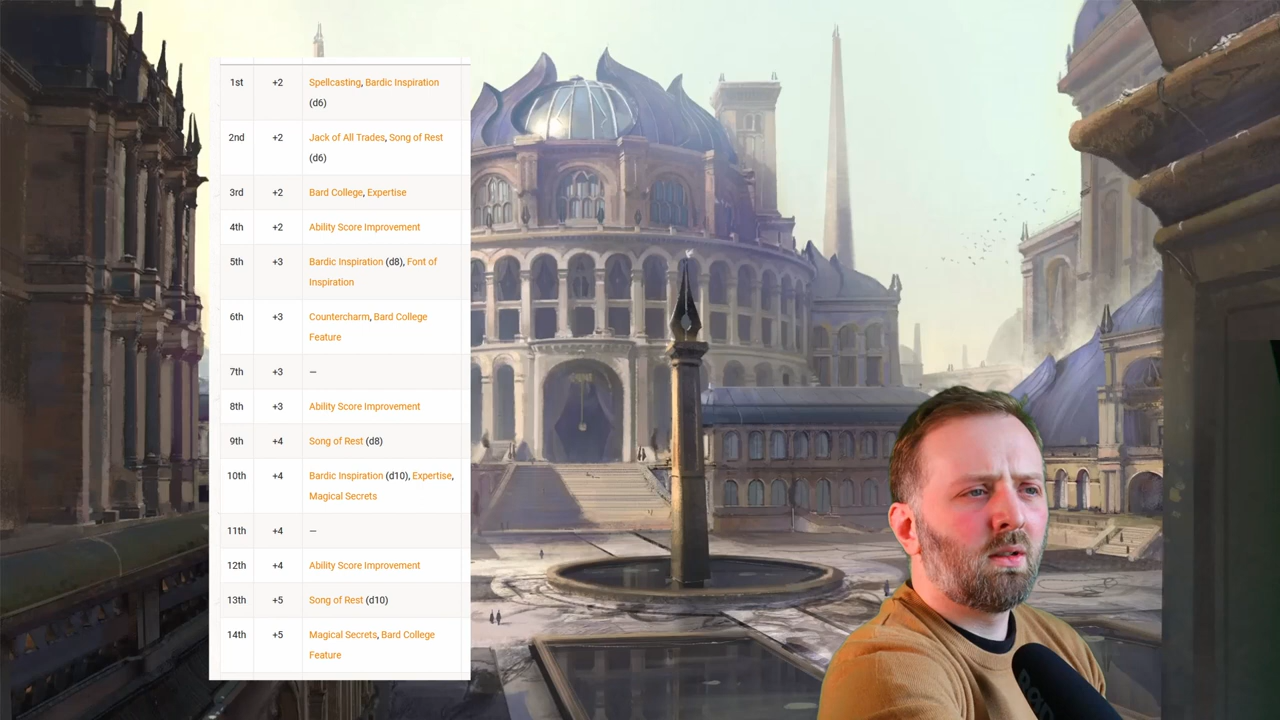 1st +2 Spellcasting, Bardic Inspiration
(d6)
2nd +2 Jack of All Trades, Song of Rest
(d6)
3rd +2 Bard College, Expertise
4th +2 Ability Score Improvement
5th +3 Bardic Inspiration (d8), Font of
Inspiration
6th +3 Countercharm, Bard College
Feature
7th +3 –
8th +3 Ability Score Improvement
9th +4 Song of Rest (d8)
10th +4 Bardic Inspiration (d10), Expertise,
Magical Secrets
11th +4 –
12th +4 Ability Score Improvement
13th +5 Song of Rest (d10)
14th +5 Magical Secrets, Bard College
Feature